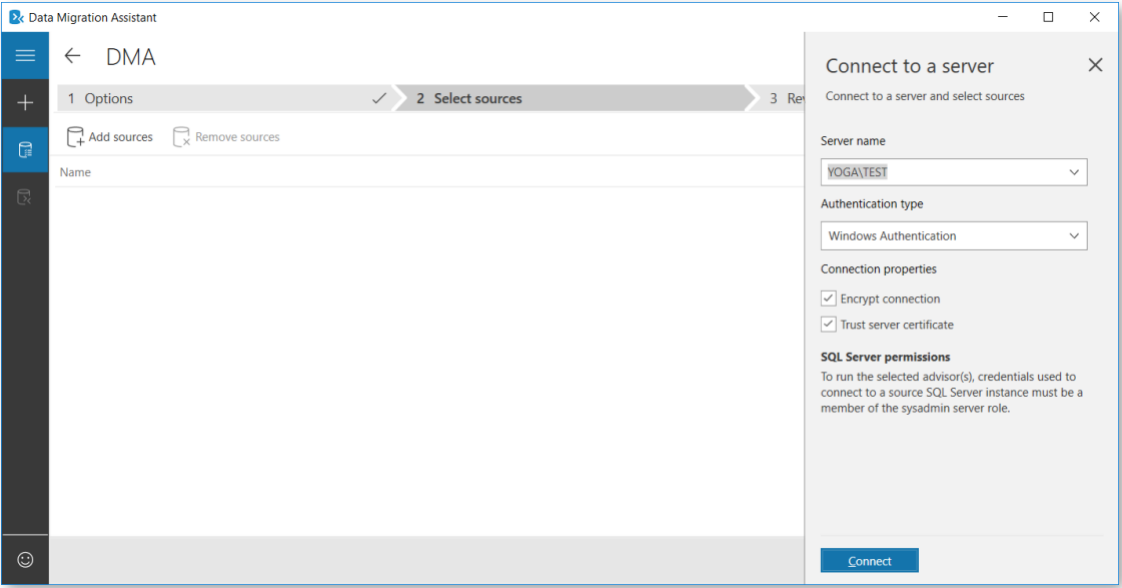 Data Migration Assistant
DMA
1 Options
2 Select sources
3 Rev
Add sources
Remove sources
Name
Connect to a server
Connect to a server and select sources
Server name
YOGA\TEST
Authentication type
Windows Authentication
Connection properties
Encrypt connection
Trust server certificate
SQL Server permissions
To run the selected advisor(s), credentials used to
connect to a source SQL Server instance must be a
member of the sysadmin server role.
Connect